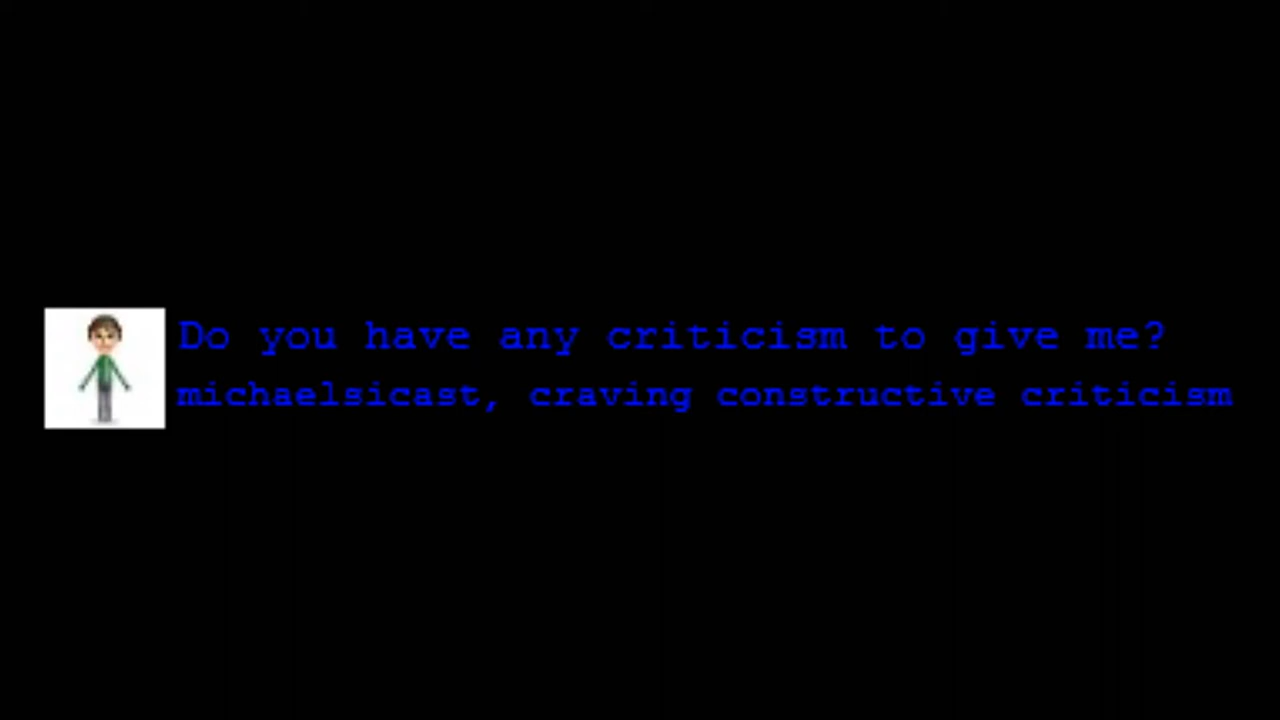 Do you have any criticism to give me?
michaelsicast, craving constructive criticism